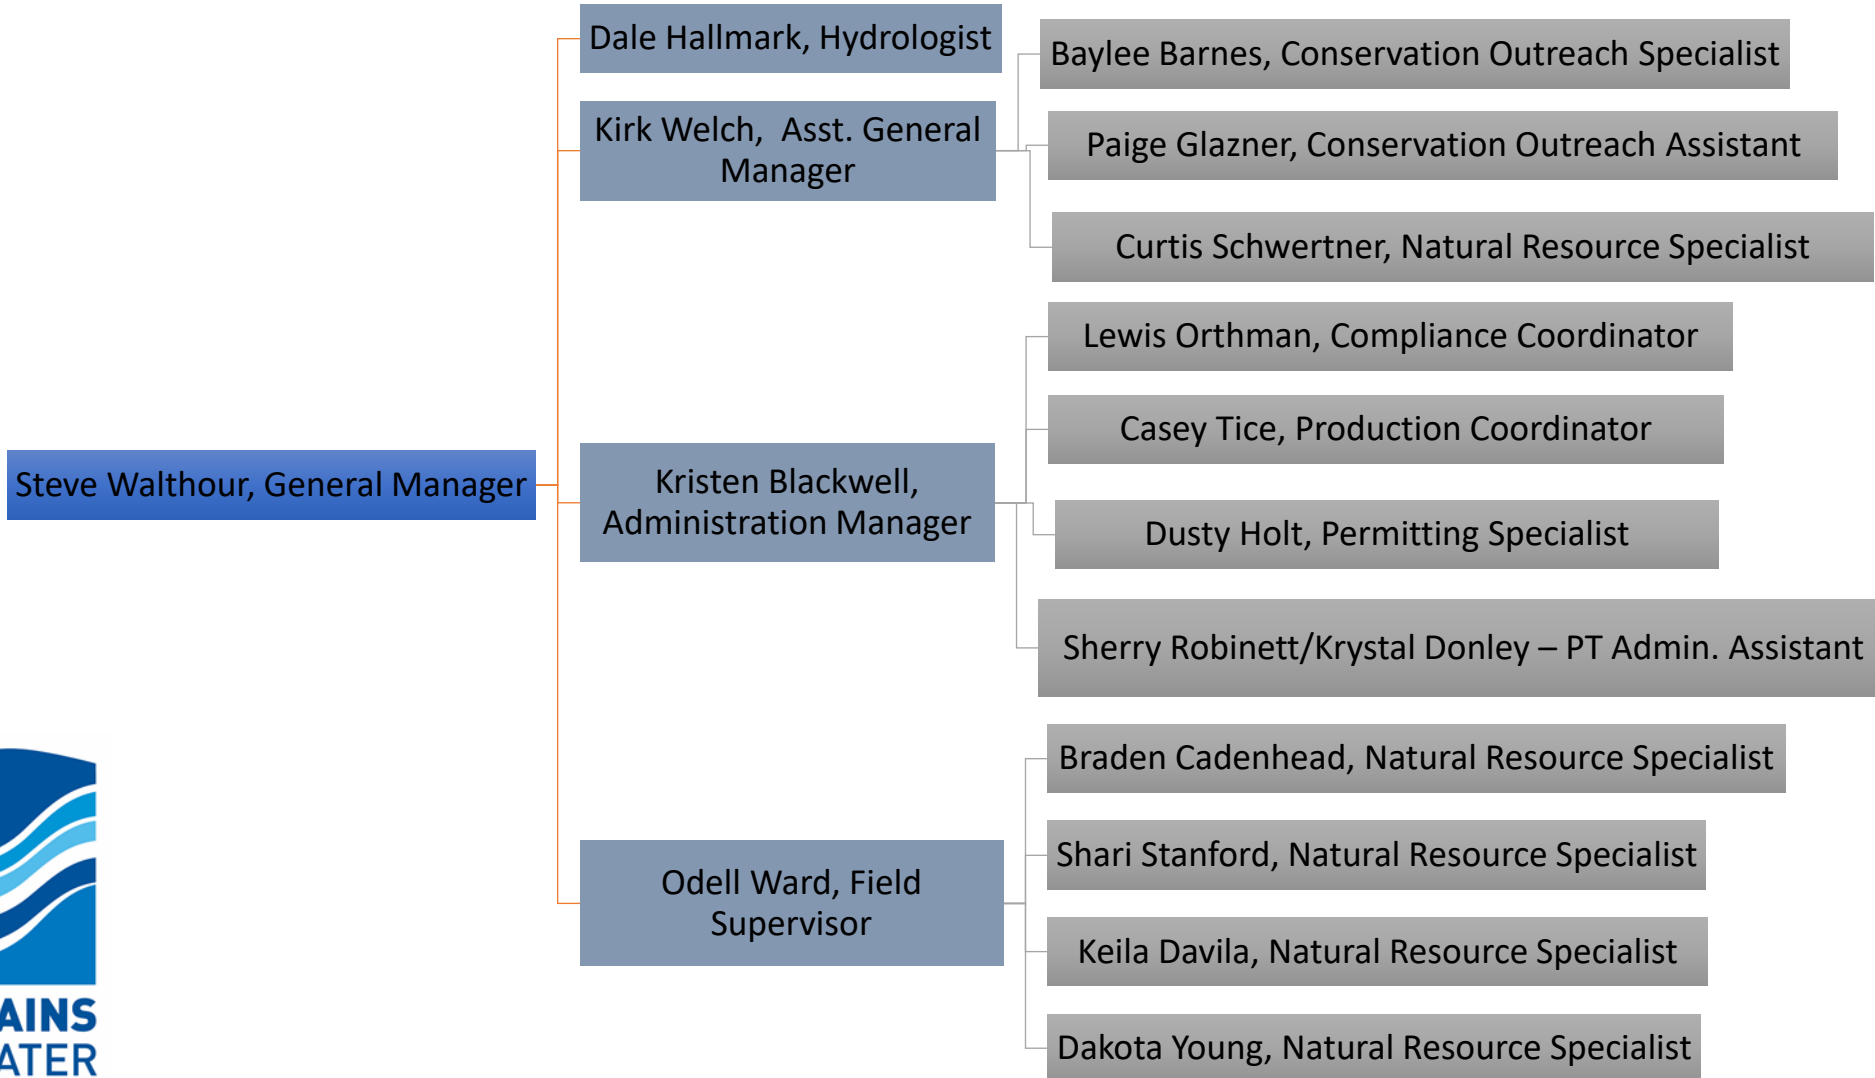 Dale Hallmark, Hydrologist
Kirk Welch,  Asst. General
Manager
Baylee Barnes, Conservation Outreach Specialist
Paige Glazner, Conservation Outreach Assistant
Curtis Schwertner, Natural Resource Specialist
Lewis Orthman, Compliance Coordinator
Casey Tice, Production Coordinator
Steve Walthour, General Manager
Kristen Blackwell,
Administration Manager
Dusty Holt, Permitting Specialist
Sherry Robinett/Krystal Donley – PT Admin. Assistant
Braden Cadenhead, Natural Resource Specialist
Shari Stanford, Natural Resource Specialist
Odell Ward, Field
Supervisor
Keila Davila, Natural Resource Specialist
Dakota Young, Natural Resource Specialist
AINS
ATER